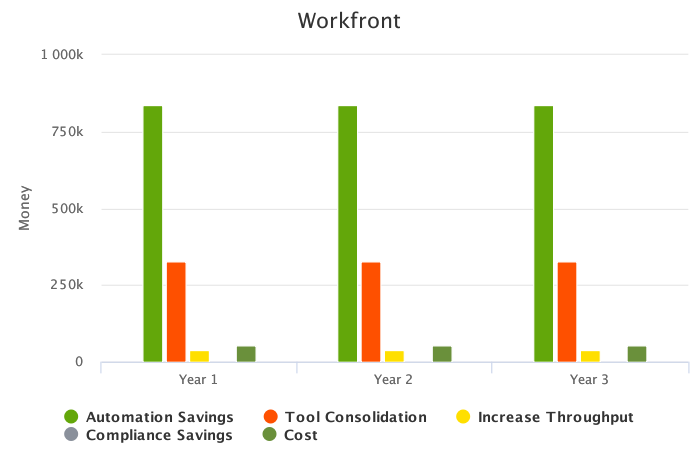 Workfront
1 000k
750k
500k
250k
0
Money
Year 1 Year 2 Year 3
Automation Savings Tool Consolidation Increase Throughput
Compliance Savings Cost